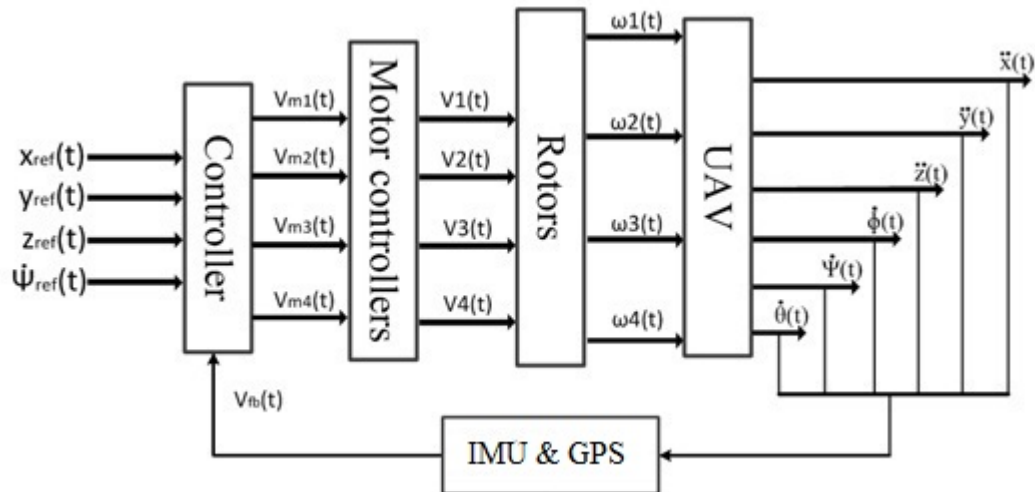 xref(t)
yref(t)
zref(t)
Ψ̇ref(t)
Controller
Vm1(t)
Vm2(t)
Vm3(t)
Vm4(t)
Motor controllers
V1(t)
V2(t)
V3(t)
V4(t)
Rotors
ω1(t)
ω2(t)
ω3(t)
ω4(t)
UAV
ẍ(t)
ÿ(t)
z̈(t)
ϕ̇(t)
Ψ̇(t)
θ̇(t)
Vfb(t)
IMU & GPS